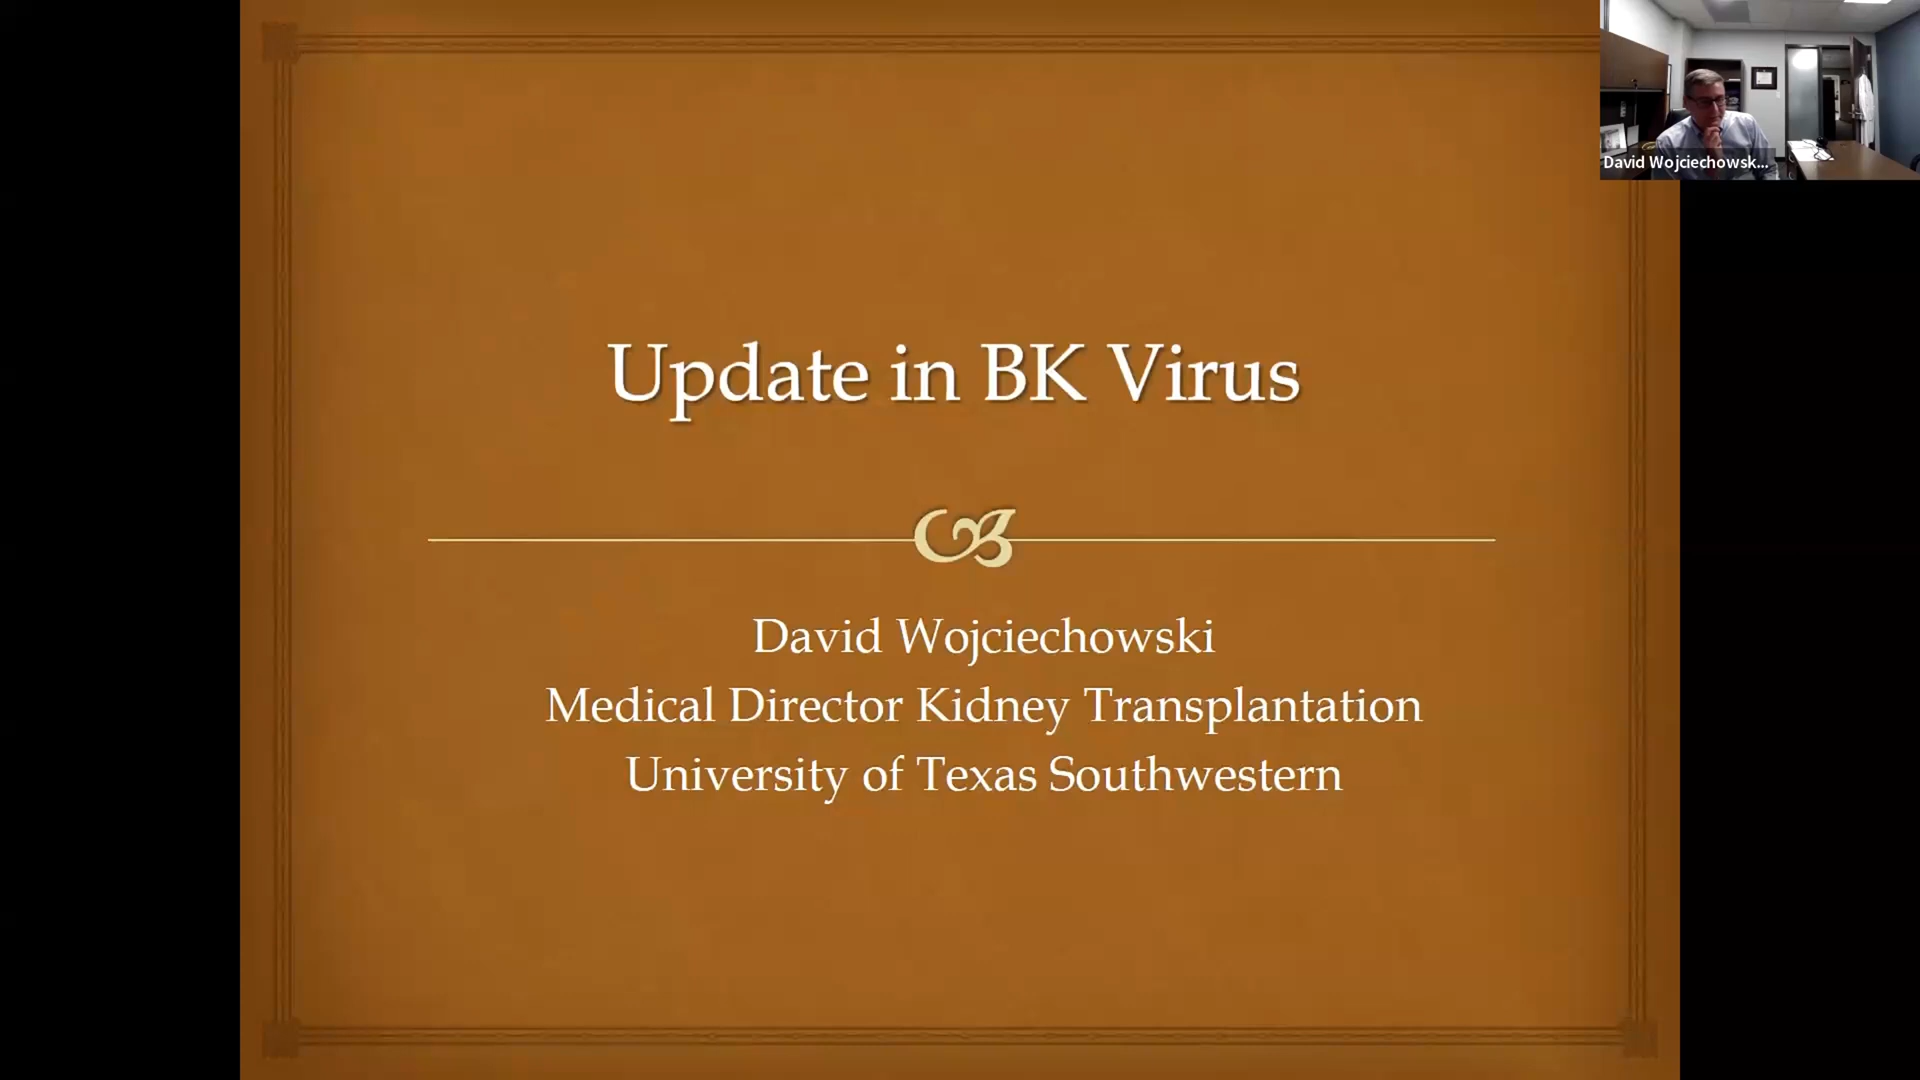 Update in BK Virus
David Wojciechowski
Medical Director Kidney Transplantation
University of Texas Southwestern
David Wojciechowsk...